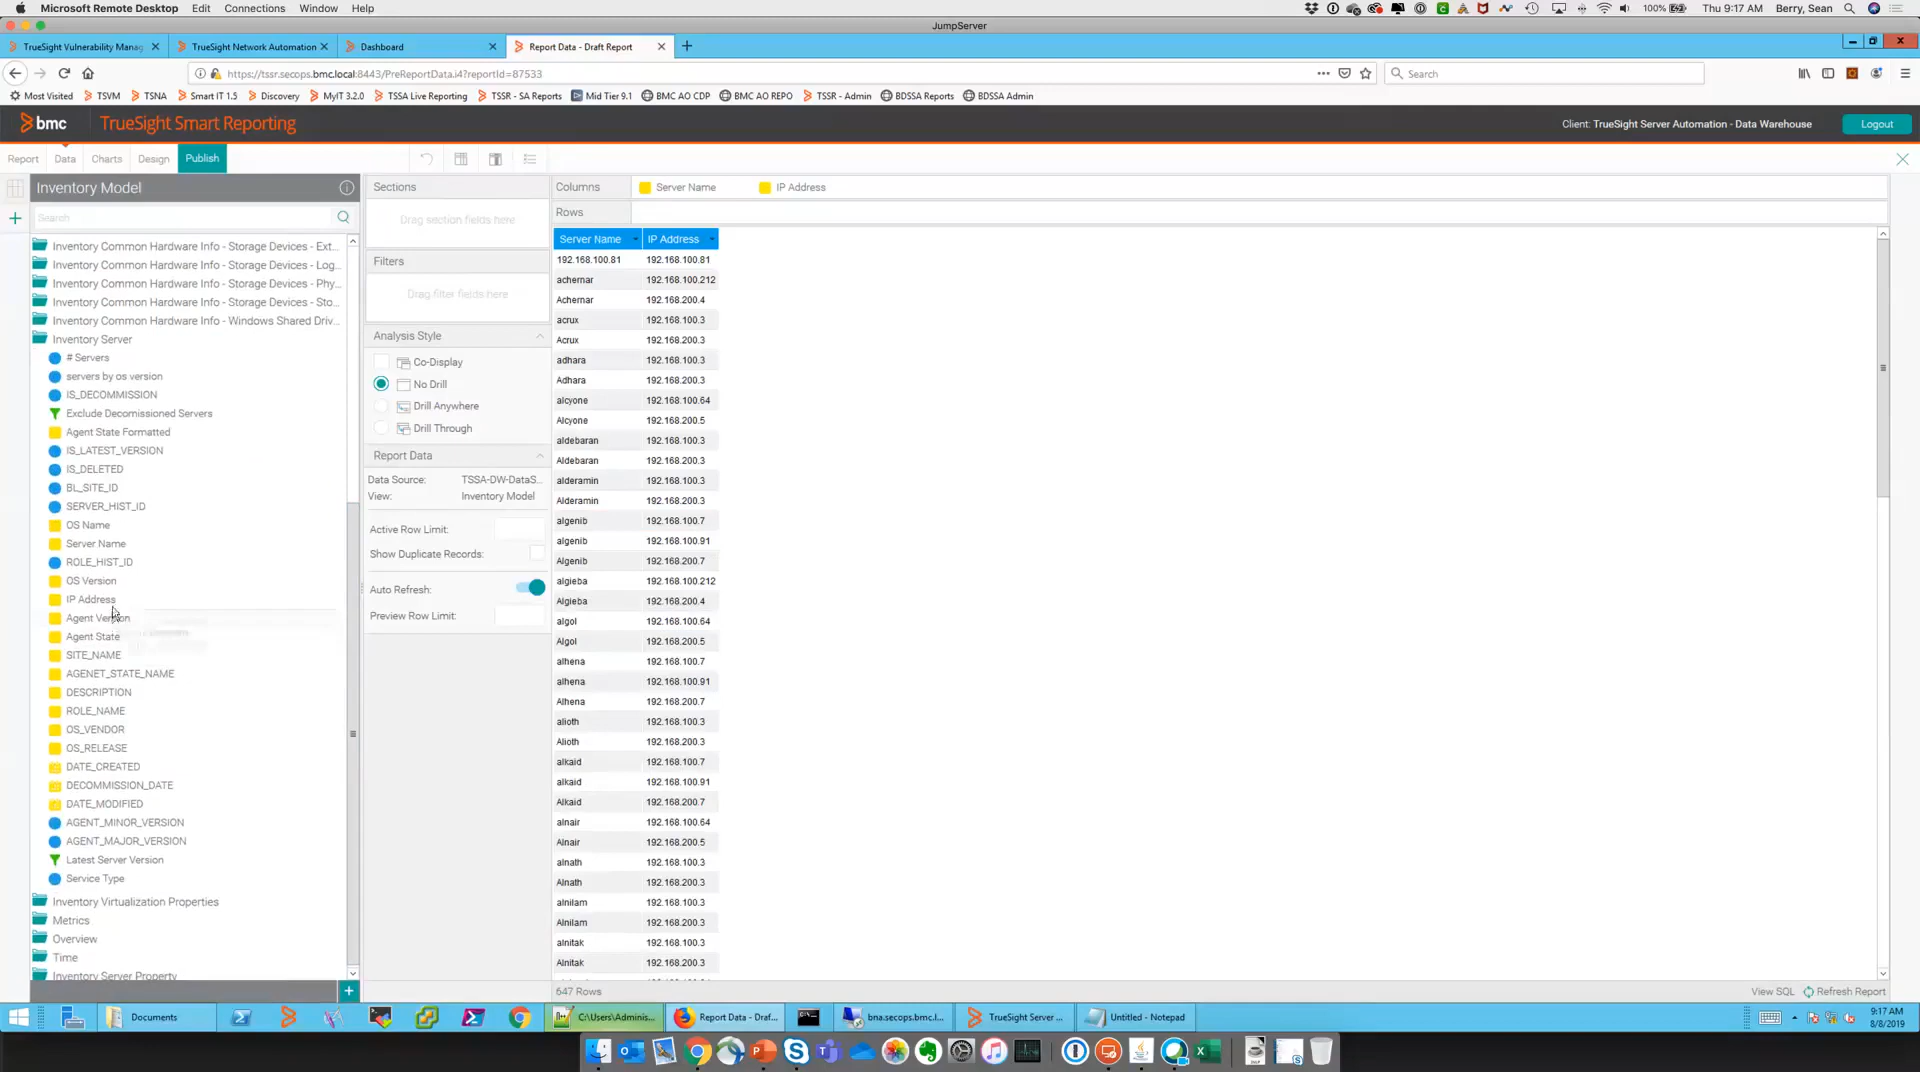 Microsoft Remote Desktop Edit Connections Window Help
100% Thu 9:17 AM Berry, Sean
JumpServer
TrueSight Vulnerability Manag TrueSight Network Automation Dashboard Report Data - Draft Report
https://tssr.secops.bmc.local:8443/PreReportData.i4?reportId=87533 Search
Most Visited TSVM TSNA Smart IT 1.5 Discovery MyIT 3.2.0 TSSA Live Reporting TSSR - SA Reports Mid Tier 9.1 BMC AO CDP BMC AO REPO TSSR - Admin BDSSA Reports BDSSA Admin
bmc TrueSight Smart Reporting Client: TrueSight Server Automation - Data Warehouse Logout
Report Data Charts Design Publish
Inventory Model
Search
Inventory Common Hardware Info - Storage Devices - Ext...
Inventory Common Hardware Info - Storage Devices - Log...
Inventory Common Hardware Info - Storage Devices - Phy...
Inventory Common Hardware Info - Storage Devices - Sto...
Inventory Common Hardware Info - Windows Shared Driv...
Inventory Server
# Servers
servers by os version
IS_DECOMMISSION
Exclude Decomissioned Servers
Agent State Formatted
IS_LATEST_VERSION
IS_DELETED
BL_SITE_ID
SERVER_HIST_ID
OS Name
Server Name
ROLE_HIST_ID
OS Version
IP Address
Agent Version
Agent State
SITE_NAME
AGENET_STATE_NAME
DESCRIPTION
ROLE_NAME
OS_VENDOR
OS_RELEASE
DATE_CREATED
DECOMMISSION_DATE
DATE_MODIFIED
AGENT_MINOR_VERSION
AGENT_MAJOR_VERSION
Latest Server Version
Service Type
Inventory Virtualization Properties
Metrics
Overview
Time
Inventory Server Property
Sections
Drag section fields here
Filters
Drag filter fields here
Analysis Style
Co-Display
No Drill
Drill Anywhere
Drill Through
Report Data
Data Source: TSSA-DW-DataS...
View: Inventory Model
Active Row Limit:
Show Duplicate Records:
Auto Refresh:
Preview Row Limit:
Columns Server Name IP Address
Rows
Server Name IP Address
192.168.100.81 192.168.100.81
achernar 192.168.100.212
Achernar 192.168.200.4
acrux 192.168.100.3
Acrux 192.168.200.3
adhara 192.168.100.3
Adhara 192.168.200.3
alcyone 192.168.100.64
Alcyone 192.168.200.5
aldebaran 192.168.100.3
Aldebaran 192.168.200.3
alderamin 192.168.100.3
Alderamin 192.168.200.3
algenib 192.168.100.7
algenib 192.168.100.91
Algenib 192.168.200.7
algieba 192.168.100.212
Algieba 192.168.200.4
algol 192.168.100.64
Algol 192.168.200.5
alhena 192.168.100.7
alhena 192.168.100.91
Alhena 192.168.200.7
alioth 192.168.100.3
Alioth 192.168.200.3
alkaid 192.168.100.7
alkaid 192.168.100.91
Alkaid 192.168.200.7
alnair 192.168.100.64
Alnair 192.168.200.5
alnath 192.168.100.3
Alnath 192.168.200.3
alnilam 192.168.100.3
Alnilam 192.168.200.3
alnitak 192.168.100.3
Alnitak 192.168.200.3
647 Rows View SQL Refresh Report
Documents C:\Users\Adminis... Report Data - Draf... bna.secops.bmc.l... TrueSight Server ... Untitled - Notepad
9:17 AM
8/8/2019